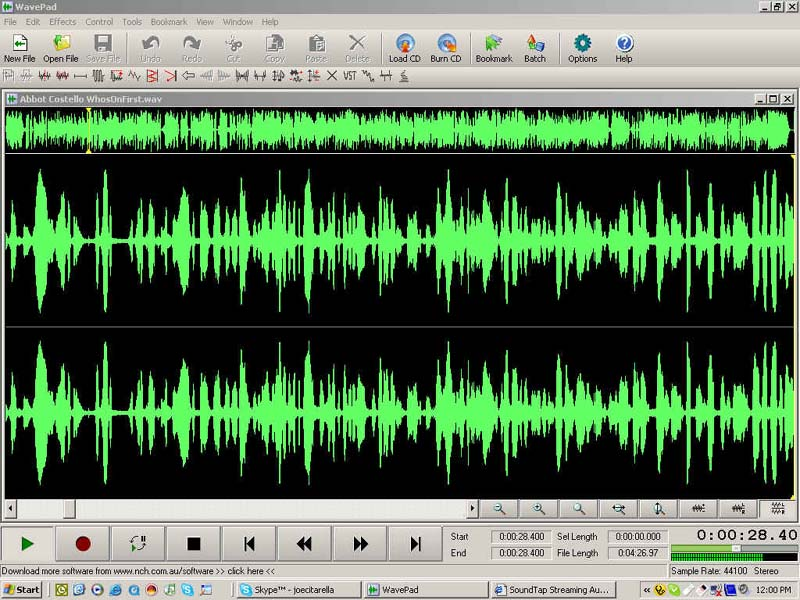 WavePad
File Edit Effects Control Tools Bookmark View Window Help
New File Open File Save File Undo Redo Cut Copy Paste Delete Load CD Burn CD Bookmark Batch Options Help
VST
Abbot Costello WhosOnFirst.wav
Start 0:00:28.400 Sel Length 0:00:00.000 0:00:28.40
End 0:00:28.400 File Length 0:04:26.97
Download more software from www.nch.com.au/software >> click here << Sample Rate: 44100 Stereo
Start Skype™ - joecitarella WavePad SoundTap Streaming Au... 12:00 PM